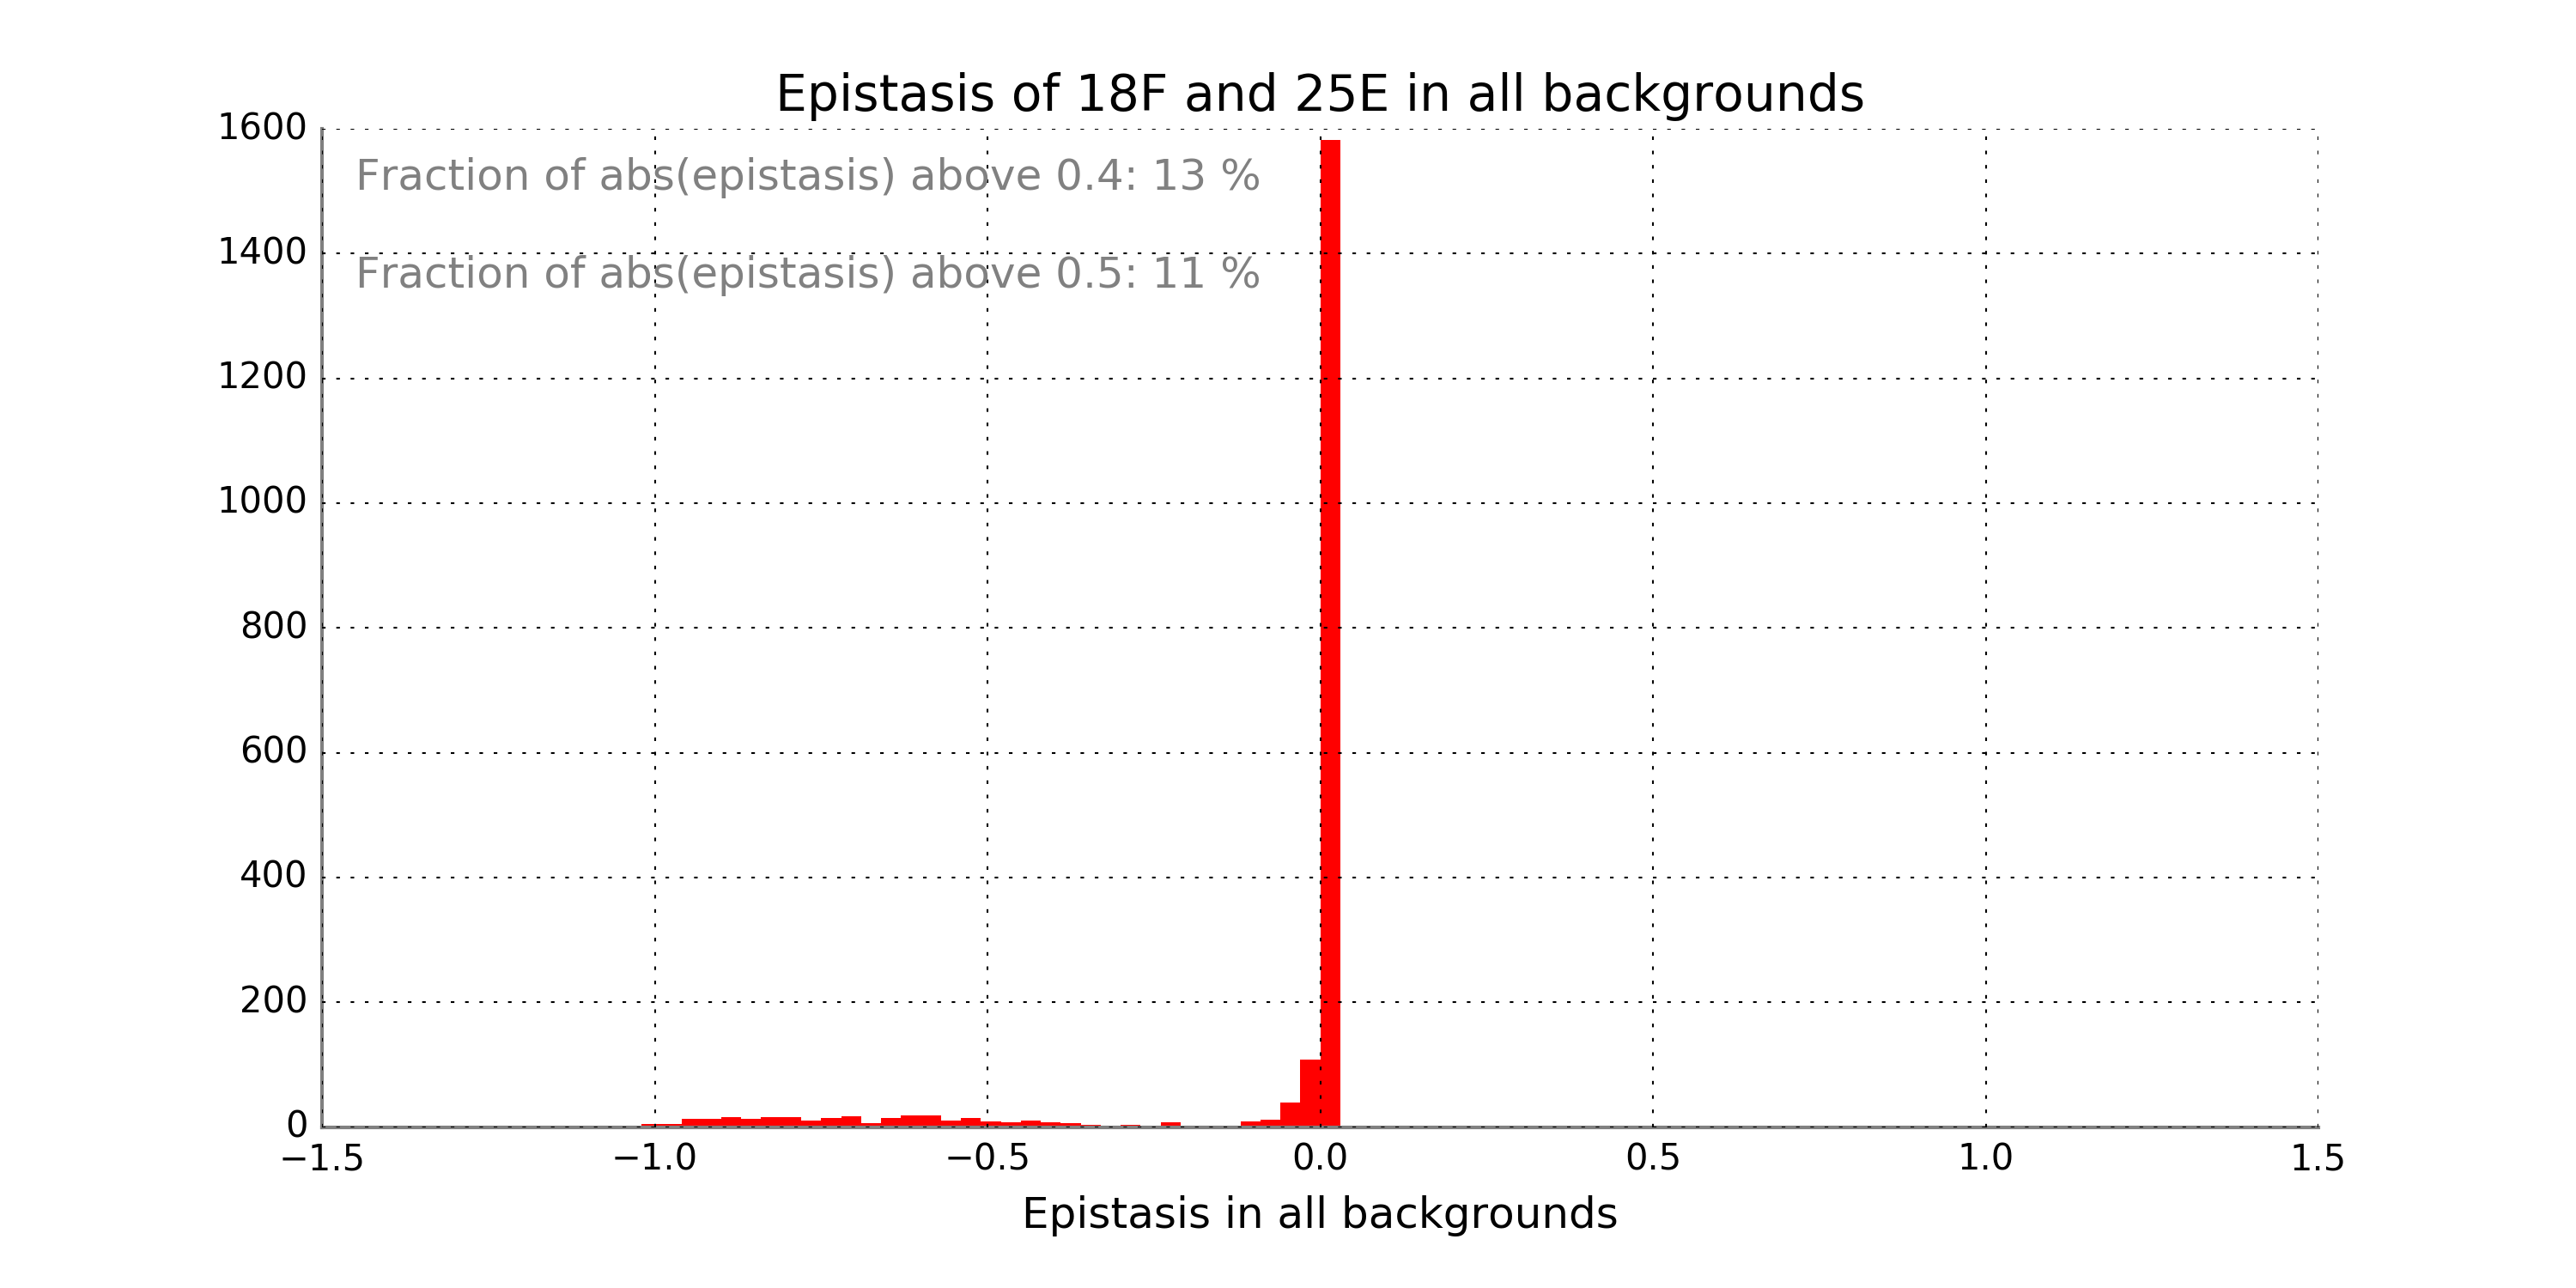 Epistasis of 18F and 25E in all backgrounds
1600
Fraction of abs(epistasis) above 0.4: 13 %
1400
Fraction of abs(epistasis) above 0.5: 11 %
1200
1000
800
600
400
200
0
−1.5 −1.0 −0.5 0.0 0.5 1.0 1.5
Epistasis in all backgrounds